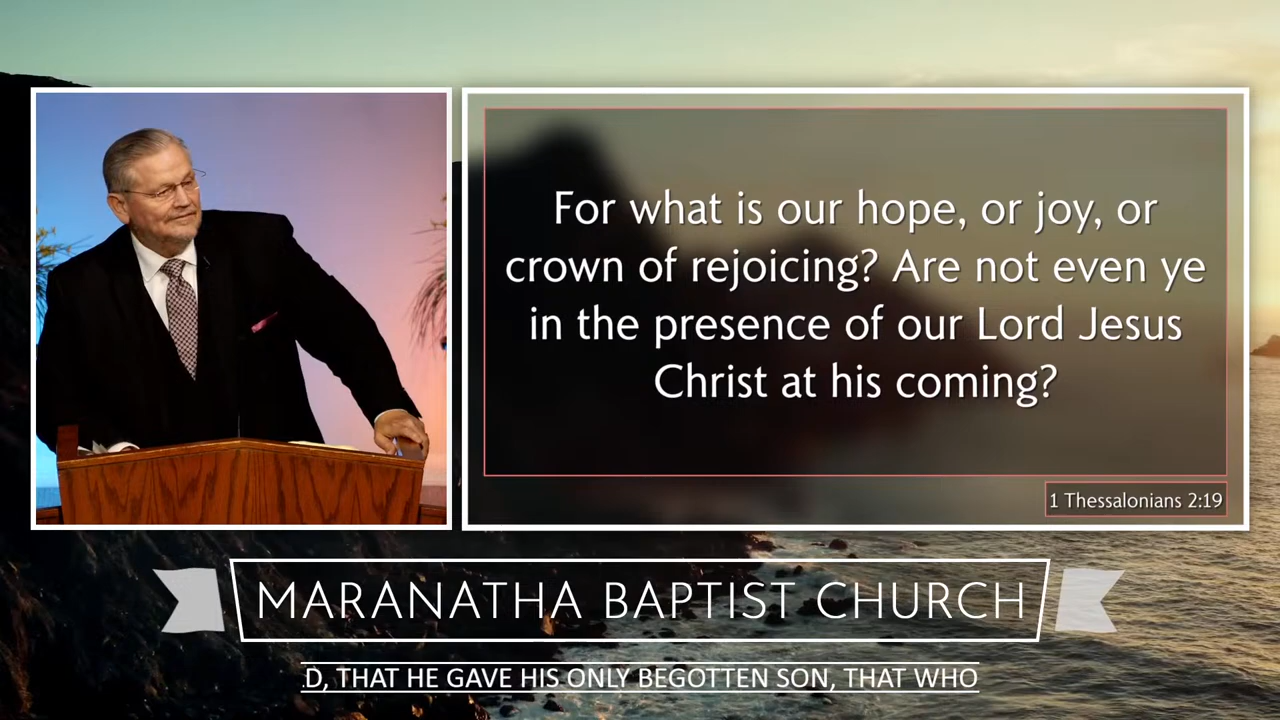 For what is our hope, or joy, or
crown of rejoicing? Are not even ye
in the presence of our Lord Jesus
Christ at his coming?
1 Thessalonians 2:19
MARANATHA BAPTIST CHURCH
D, THAT HE GAVE HIS ONLY BEGOTTEN SON, THAT WHO